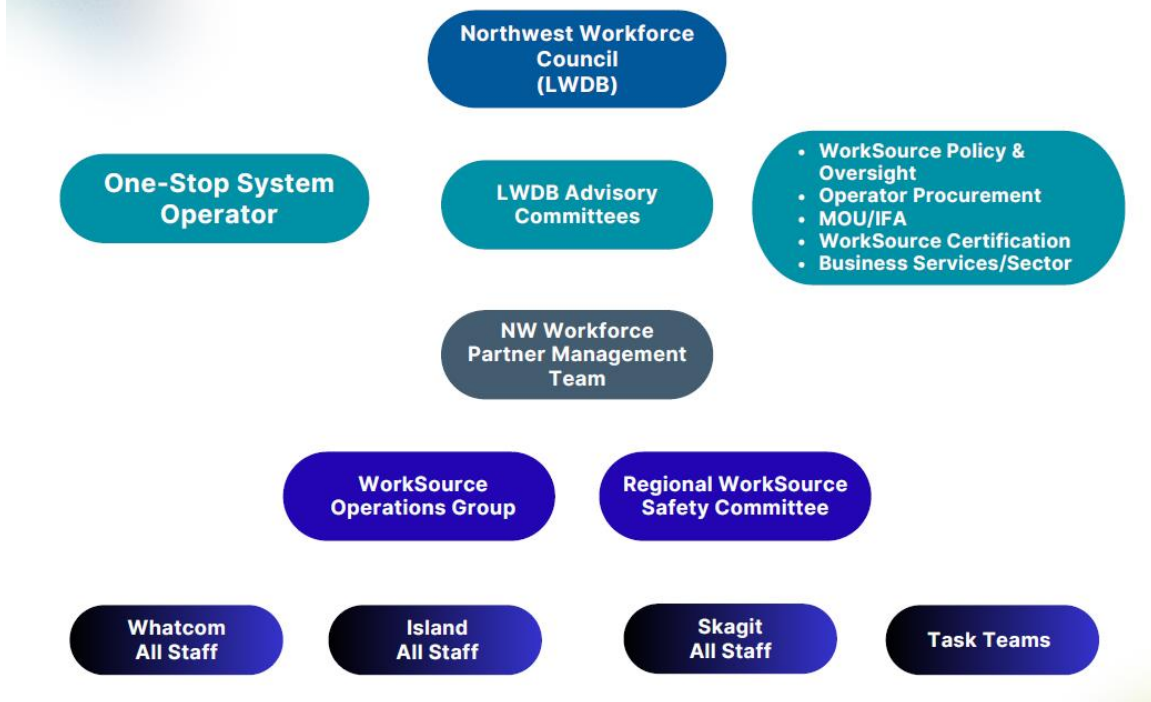 Northwest Workforce
Council
(LWDB)
One-Stop System
Operator
LWDB Advisory
Committees
• WorkSource Policy &
Oversight
• Operator Procurement
• MOU/IFA
• WorkSource Certification
• Business Services/Sector
NW Workforce
Partner Management
Team
WorkSource
Operations Group
Regional WorkSource
Safety Committee
Whatcom
All Staff
Island
All Staff
Skagit
All Staff
Task Teams